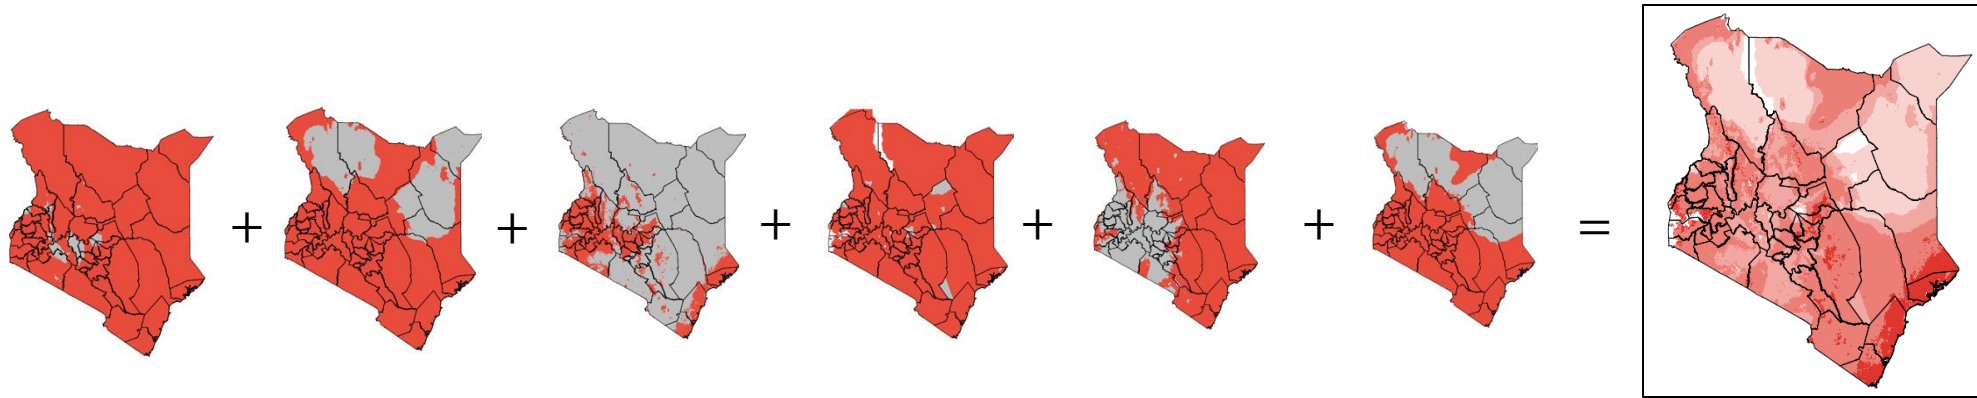 + + + + + =